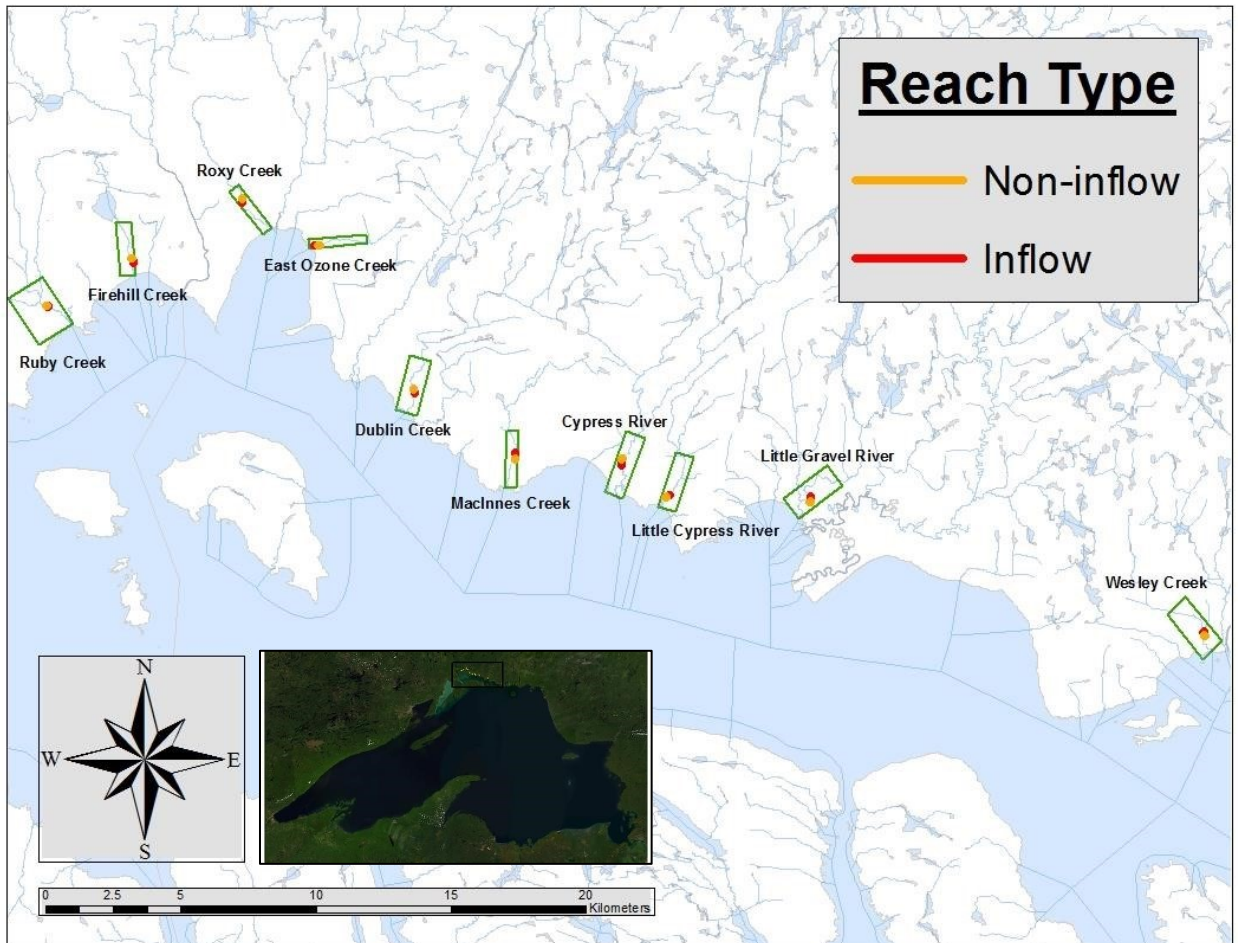 Reach Type
Non-inflow
Inflow
Roxy Creek
East Ozone Creek
Firehill Creek
Ruby Creek
Dublin Creek
Cypress River
MacInnes Creek
Little Gravel River
Little Cypress River
Wesley Creek
N
W
E
S
0 2.5 5 10 15 20
Kilometers